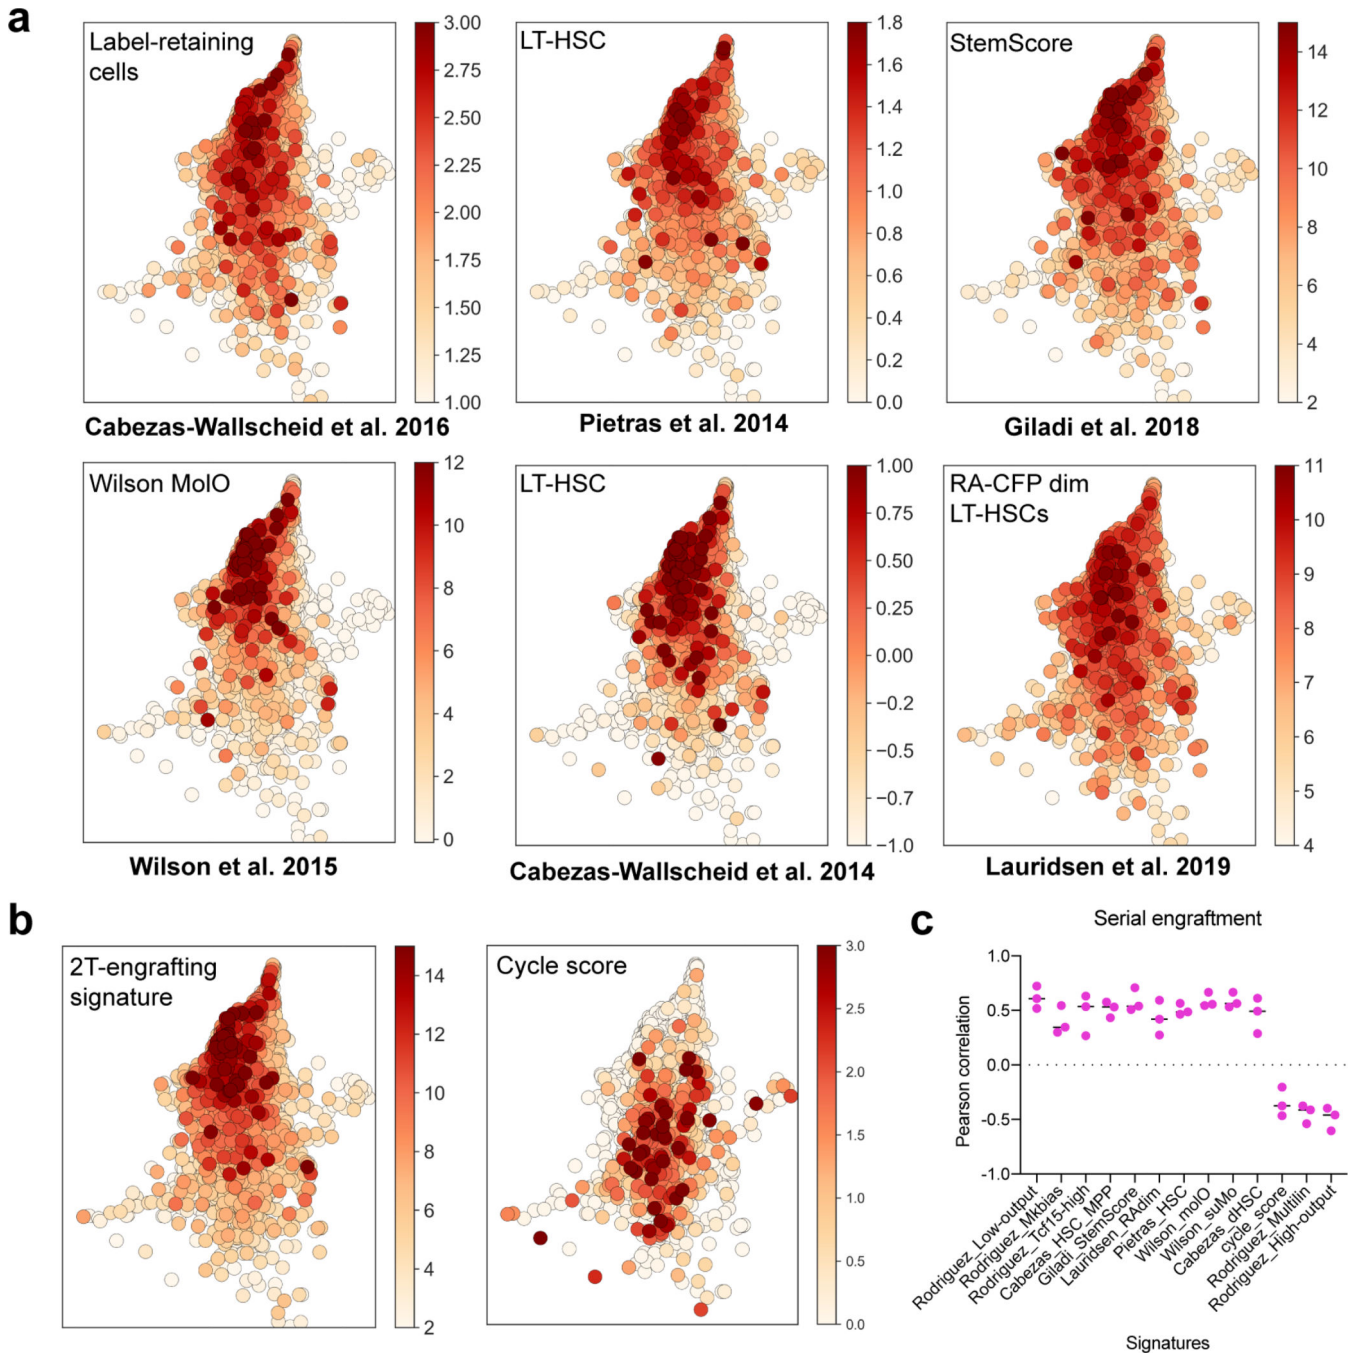 a
Label-retaining
cells
3.00
2.75
2.50
2.25
2.00
1.75
1.50
1.25
1.00
Cabezas-Wallscheid et al. 2016
LT-HSC
1.8
1.6
1.4
1.2
1.0
0.8
0.6
0.4
0.2
0.0
Pietras et al. 2014
StemScore
14
12
10
8
6
4
2
Giladi et al. 2018
Wilson MolO
12
10
8
6
4
2
0
Wilson et al. 2015
LT-HSC
1.00
0.75
0.50
0.25
0.00
−0.2
−0.5
−0.7
−1.0
Cabezas-Wallscheid et al. 2014
RA-CFP dim
LT-HSCs
11
10
9
8
7
6
5
4
Lauridsen et al. 2019
b
2T-engrafting
signature
14
12
10
8
6
4
2
Cycle score
3.0
2.5
2.0
1.5
1.0
0.5
0.0
c
Serial engraftment
Pearson correlation
1.0
0.5
0.0
-0.5
-1.0
Rodriguez_Low-output
Rodriguez_Mkbias
Rodriguez_Tcf15-high
Cabezas_HSC_MPP
Giladi_StemScore
Lauridsen_RAdim
Pietras_HSC
Wilson_molO
Wilson_suMo
Cabezas_dHSC
cycle_score
Rodriguez_Multilin
Rodriguez_High-output
Signatures